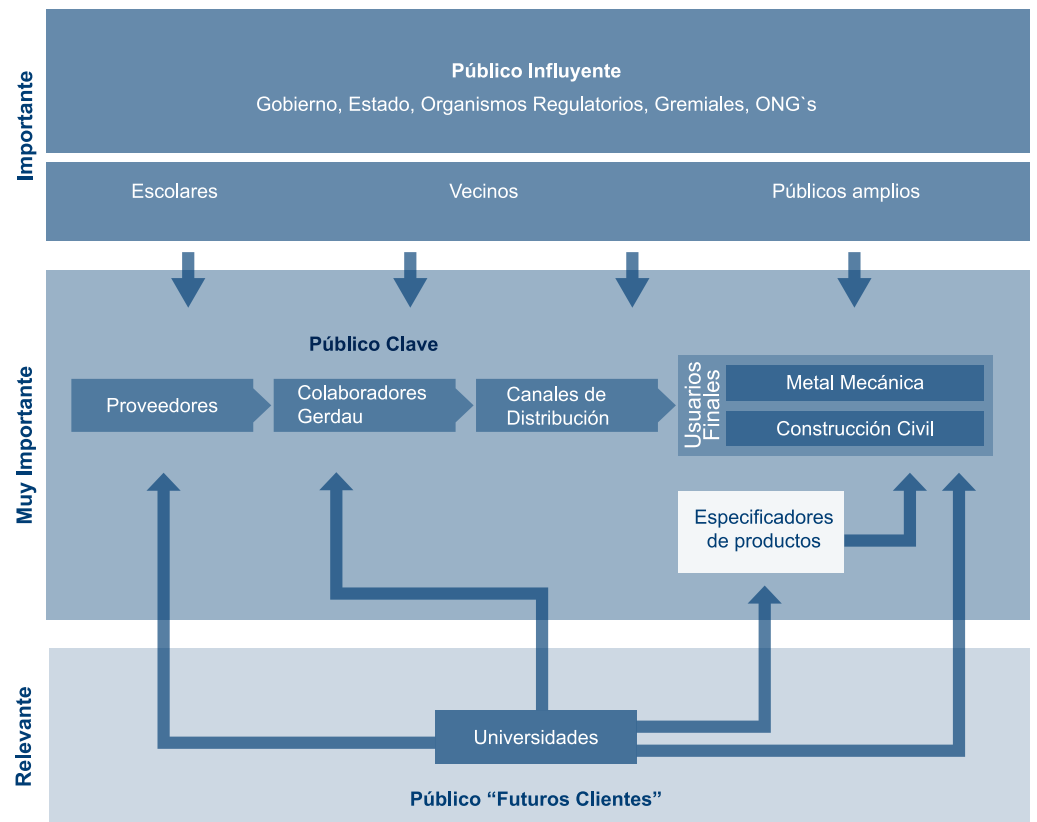 Importante
Público Influyente
Gobierno, Estado, Organismos Regulatorios, Gremiales, ONG`s
Escolares
Vecinos
Públicos amplios
Muy Importante
Público Clave
Proveedores
Colaboradores
Gerdau
Canales de
Distribución
Usuarios
Finales
Metal Mecánica
Construcción Civil
Especificadores
de productos
Relevante
Universidades
Público “Futuros Clientes”